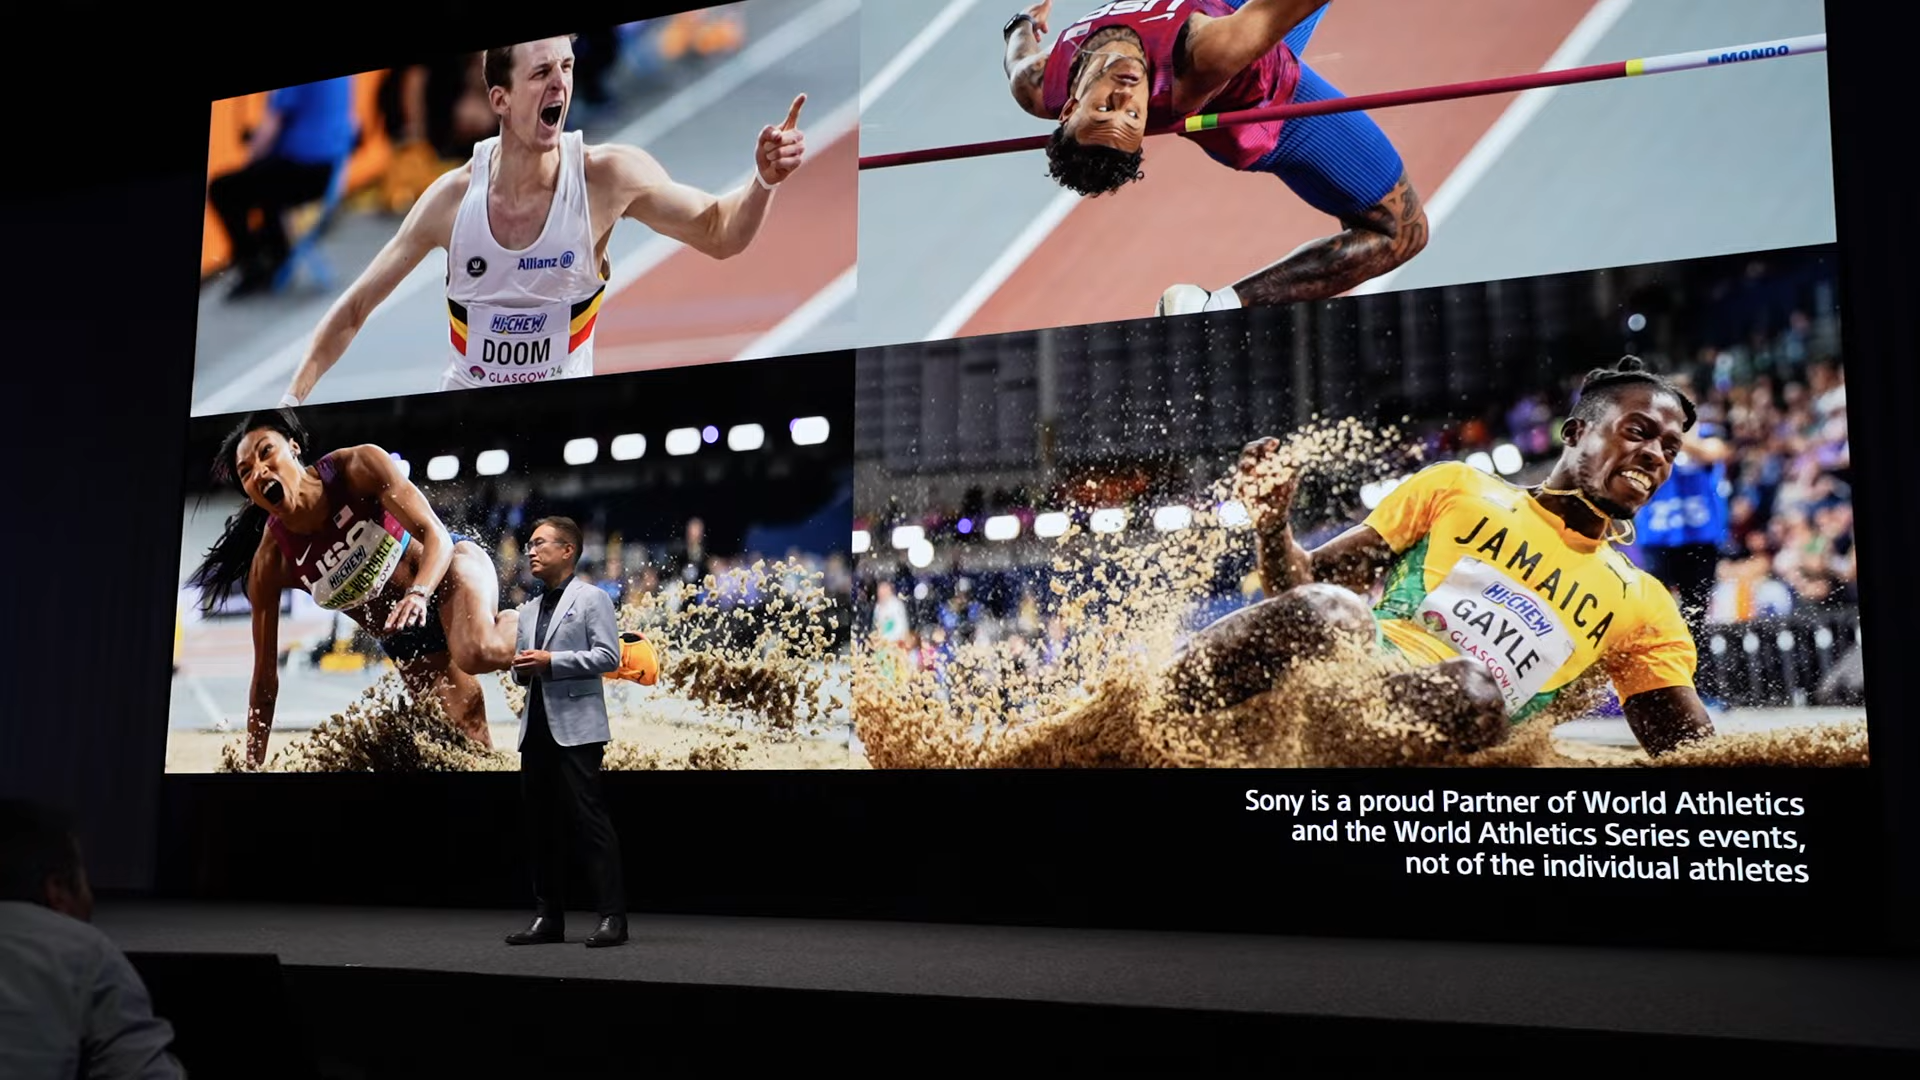 MONDO
Allianz
HI-CHEW
DOOM
GLASGOW 24
USA
HI-CHEW
JAMAICA
HI-CHEW
GAYLE
GLASGOW 24
Sony is a proud Partner of World Athletics
and the World Athletics Series events,
not of the individual athletes